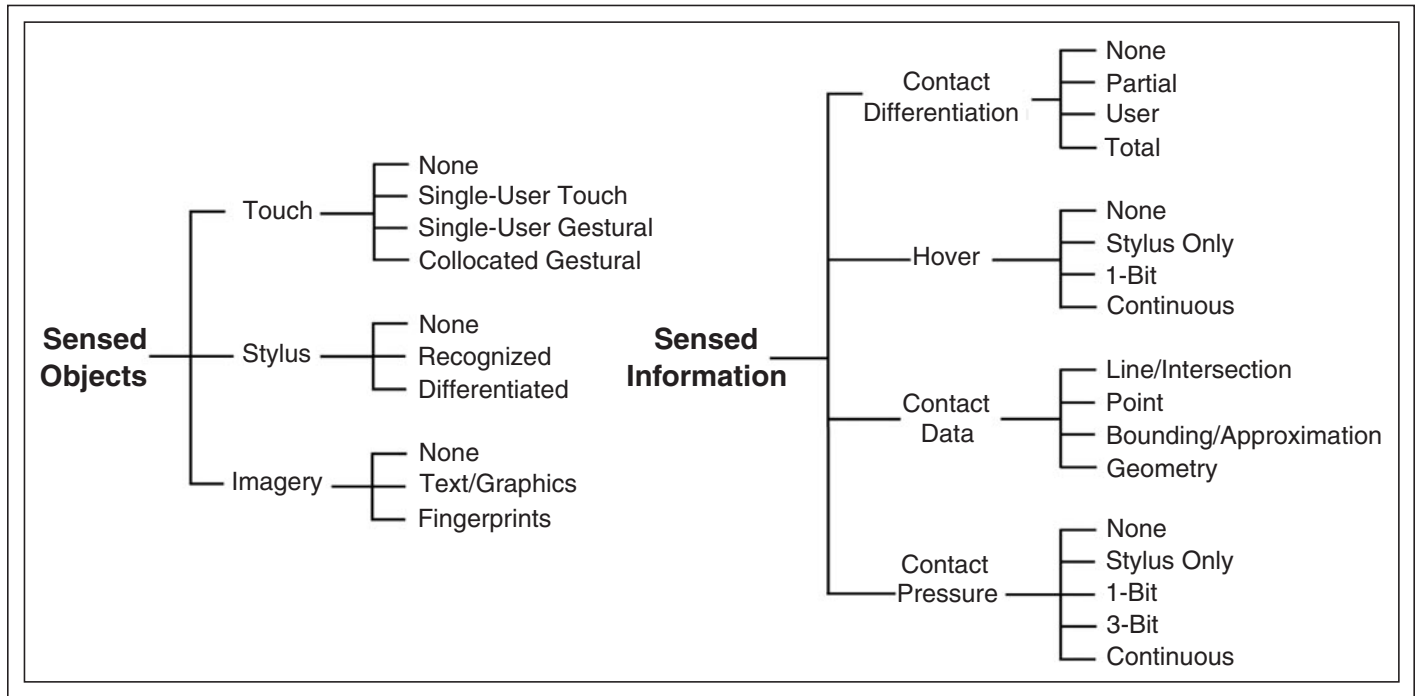 Sensed
Objects
Touch
None
Single-User Touch
Single-User Gestural
Collocated Gestural
Stylus
None
Recognized
Differentiated
Imagery
None
Text/Graphics
Fingerprints
Sensed
Information
Contact
Differentiation
None
Partial
User
Total
Hover
None
Stylus Only
1-Bit
Continuous
Contact
Data
Line/Intersection
Point
Bounding/Approximation
Geometry
Contact
Pressure
None
Stylus Only
1-Bit
3-Bit
Continuous